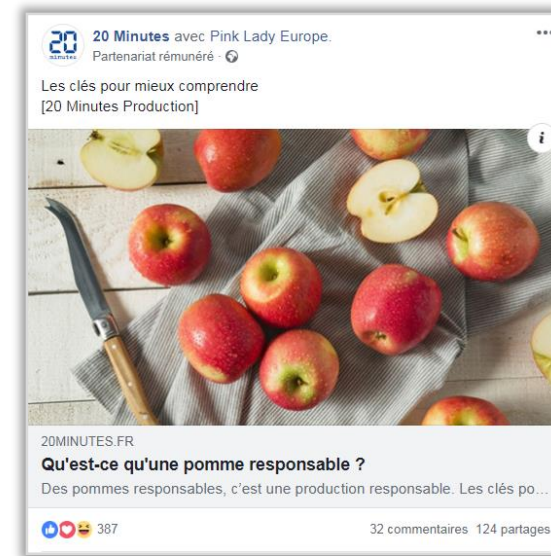 20
minutes
20 Minutes avec Pink Lady Europe.
Partenariat rémunéré ·
Les clés pour mieux comprendre
[20 Minutes Production]
i
20MINUTES.FR
Qu'est-ce qu'une pomme responsable ?
Des pommes responsables, c'est une production responsable. Les clés po...
387
32 commentaires 124 partages